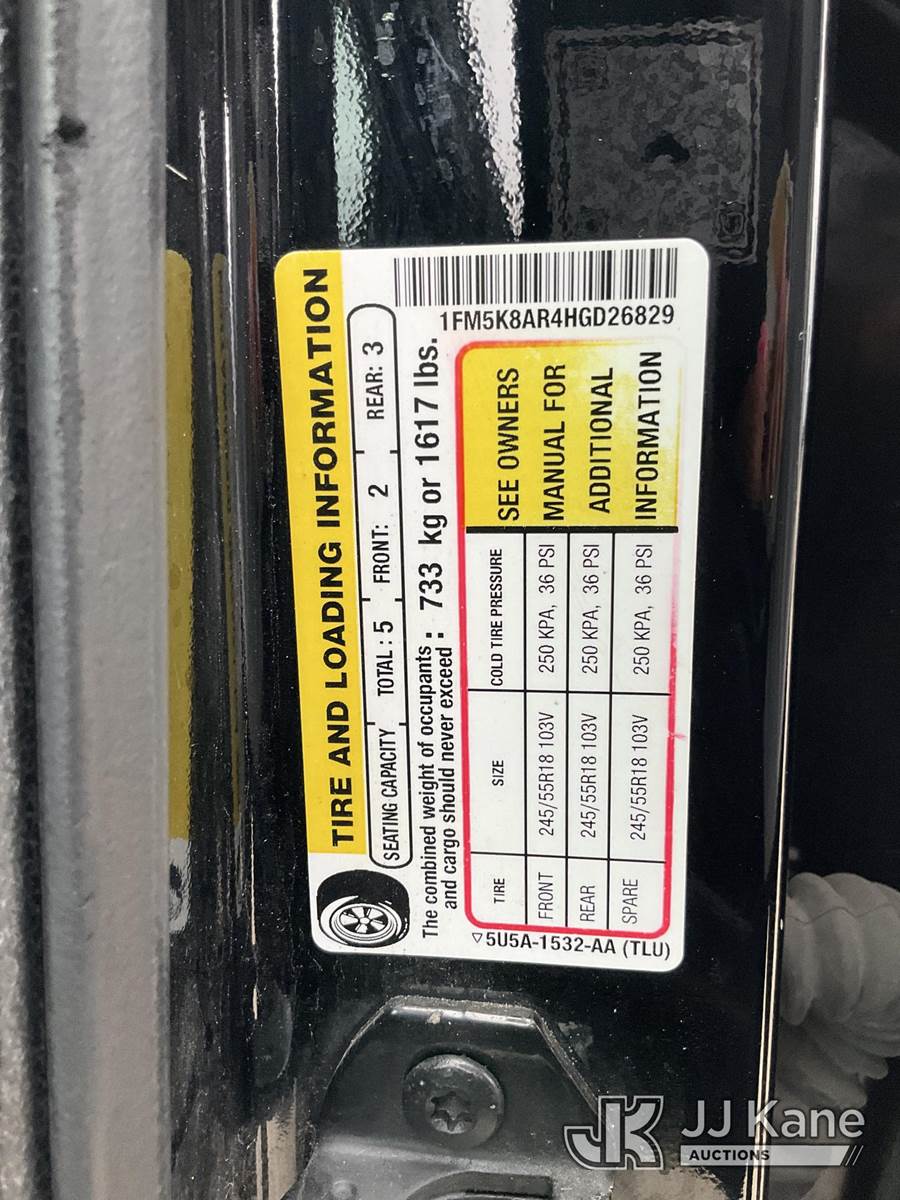 TIRE AND LOADING INFORMATION
SEATING CAPACITY TOTAL : 5 FRONT: 2 REAR: 3
The combined weight of occupants
and cargo should never exceed : 733 kg or 1617 lbs.
TIRE SIZE COLD TIRE PRESSURE
FRONT 245/55R18 103V 250 KPA, 36 PSI
REAR 245/55R18 103V 250 KPA, 36 PSI
SPARE 245/55R18 103V 250 KPA, 36 PSI
SEE OWNERS
MANUAL FOR
ADDITIONAL
INFORMATION
5U5A-1532-AA (TLU)
1FM5K8AR4HGD26829
JK JJ Kane
AUCTIONS